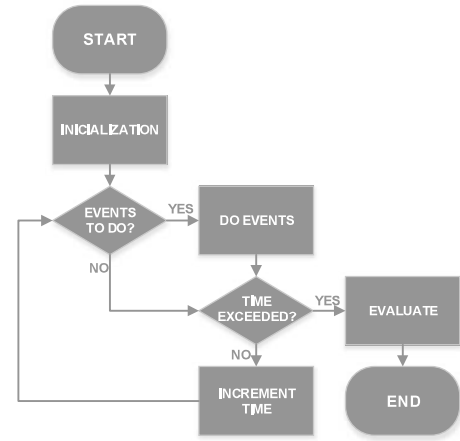 START
INICIALIZATION
EVENTS
TO DO?
YES
DO EVENTS
NO
TIME
EXCEEDED?
YES
EVALUATE
NO
INCREMENT
TIME
END